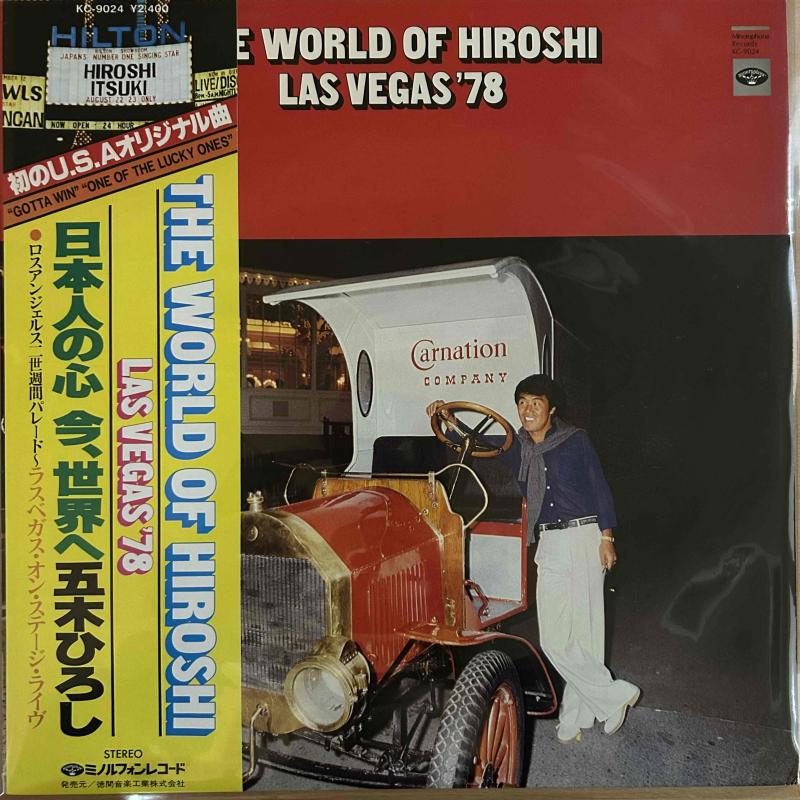 KC-9024 ¥2,400
HILTON
HILTON SHOWROOM
JAPANS NUMBER ONE SINGING STAR
HIROSHI
ITSUKI
AUGUST 22 23 ONLY
WLS
NCAN
LIVE/DIS
NOW OPEN 24 HOUR
初のU.S.Aオリジナル曲
"GOTTA WIN" "ONE OF THE LUCKY ONES"
THE WORLD OF HIROSHI
LAS VEGAS '78
日本人の心 今、世界へ 五木ひろし
●ロスアンジェルス二世週間パレード〜ラスベガス・オン・ステージ・ライヴ
STEREO
ミノルフォンレコード
発売元/徳間音楽工業株式会社
E WORLD OF HIROSHI
LAS VEGAS '78
Minoruphone
Records
KC-9024
Carnation
COMPANY